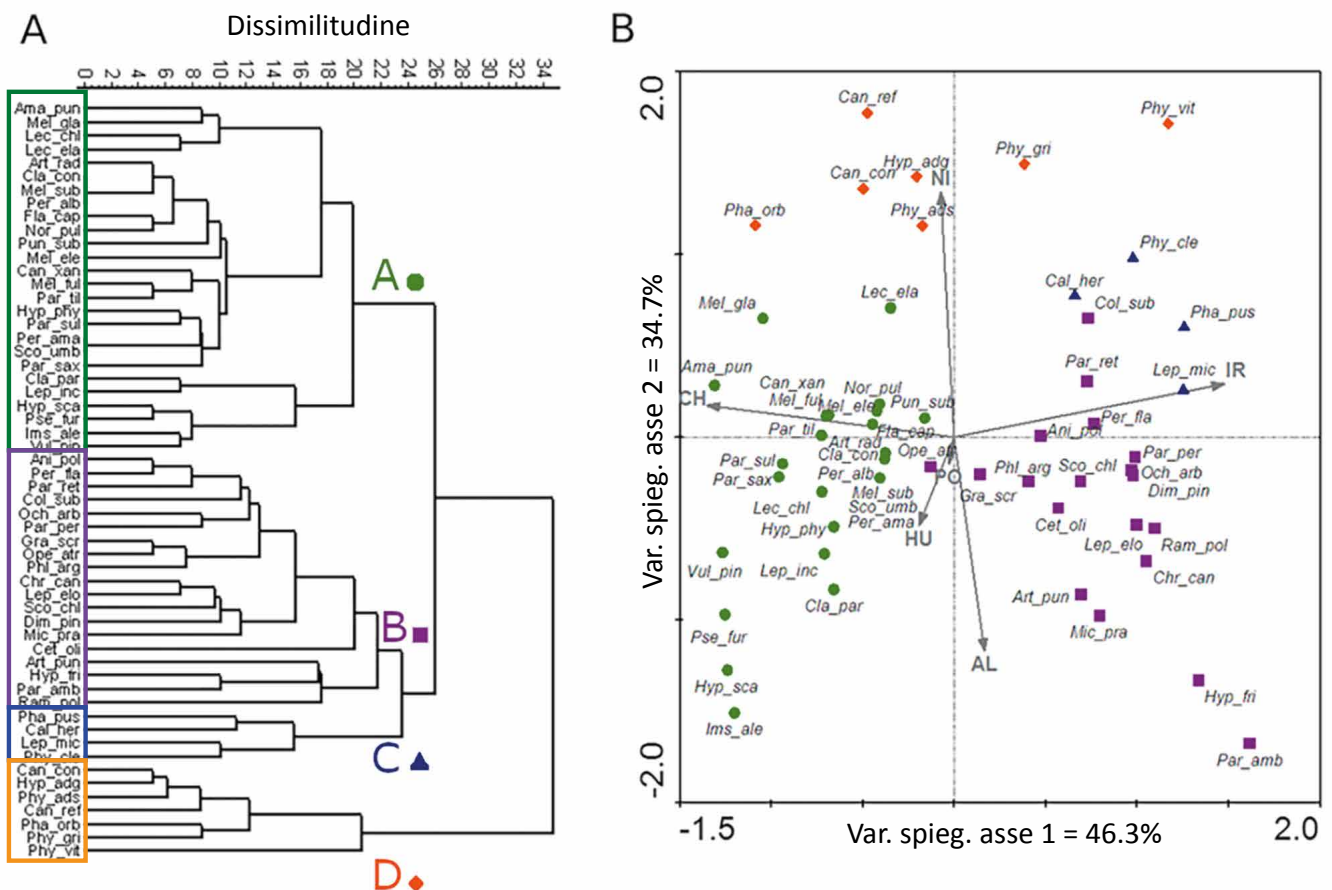 A
Dissimilitudine
0 2 4 6 8 10 12 14 16 18 20 22 24 26 28 30 32 34
Ama_pun
Mel_gla
Lec_chl
Lec_ela
Art_rad
Cla_con
Mel_sub
Per_alb
Fla_cap
Nor_pul
Pun_sub
Mel_ele
Can_xan
Mel_ful
Par_til
Hyp_phy
Par_sul
Per_ama
Sco_umb
Par_sax
Cla_par
Lep_inc
Hyp_sca
Pse_fur
Ims_ale
Vul_pin
Ani_pol
Per_fla
Par_ret
Col_sub
Och_arb
Par_per
Gra_scr
Ope_atr
Phl_arg
Chr_can
Lep_elo
Sco_chl
Dim_pin
Mic_pra
Cet_oli
Art_pun
Hyp_fri
Par_amb
Ram_pol
Pha_pus
Cal_her
Lep_mic
Phy_cle
Can_con
Hyp_adg
Phy_ads
Can_ref
Pha_orb
Phy_gri
Phy_vit
A
B
C
D
B
2.0
Var. spieg. asse 2 = 34.7%
-2.0
-1.5
Var. spieg. asse 1 = 46.3%
2.0
Can_ref
Phy_vit
Phy_gri
Hyp_adg
Can_con
NI
Pha_orb
Phy_ads
Phy_cle
Cal_her
Lec_ela
Mel_gla
Col_sub
Pha_pus
Par_ret
Ama_pun
Lep_mic
IR
Can_xan
Nor_pul
CH
Mel_ful
Mel_ele
Pun_sub
Per_fla
Par_til
Fla_cap
Ani_pol
Art_rad
Ope_atr
Cla_con
Par_per
Par_sul
Phl_arg
Sco_chl
Och_arb
Par_sax
Per_alb
PO
Dim_pin
Mel_sub
Gra_scr
Lec_chl
Sco_umb
Per_ama
Cet_oli
Hyp_phy
HU
Lep_elo
Ram_pol
Vul_pin
Lep_inc
Chr_can
Cla_par
Art_pun
Mic_pra
Pse_fur
AL
Hyp_sca
Hyp_fri
Ims_ale
Par_amb